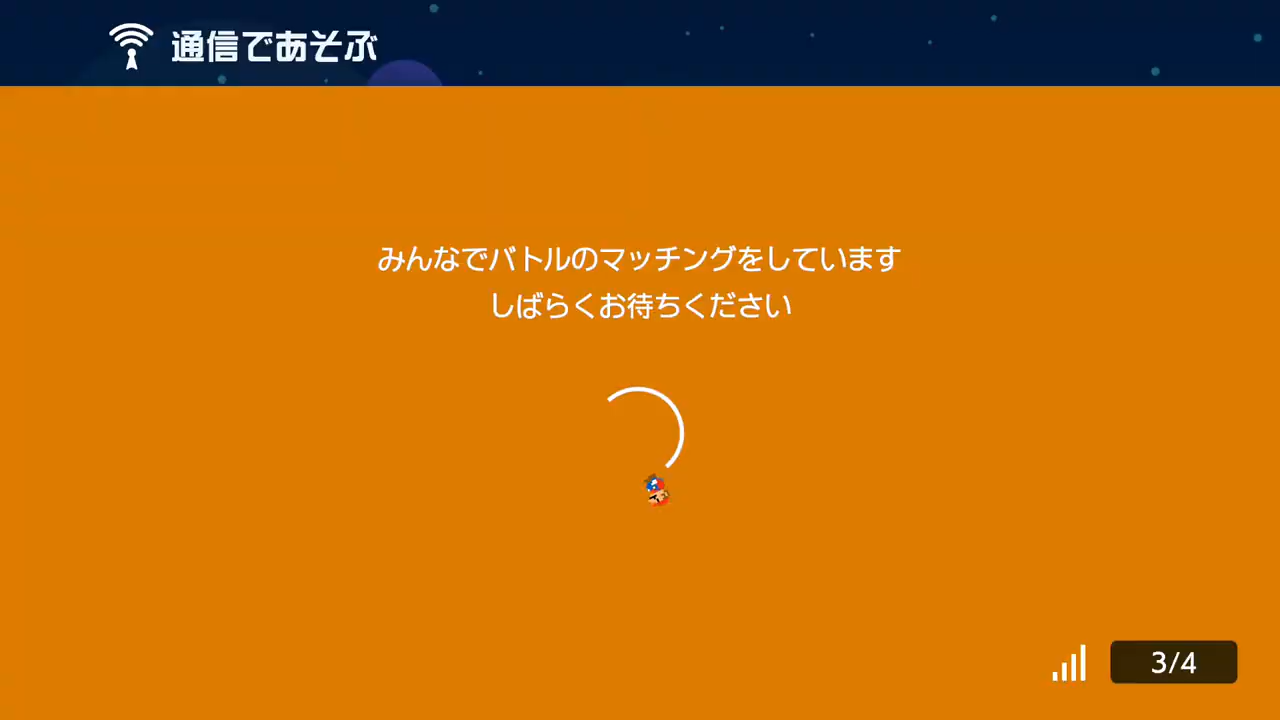 通信であそぶ
みんなでバトルのマッチングをしています
しばらくお待ちください
3/4